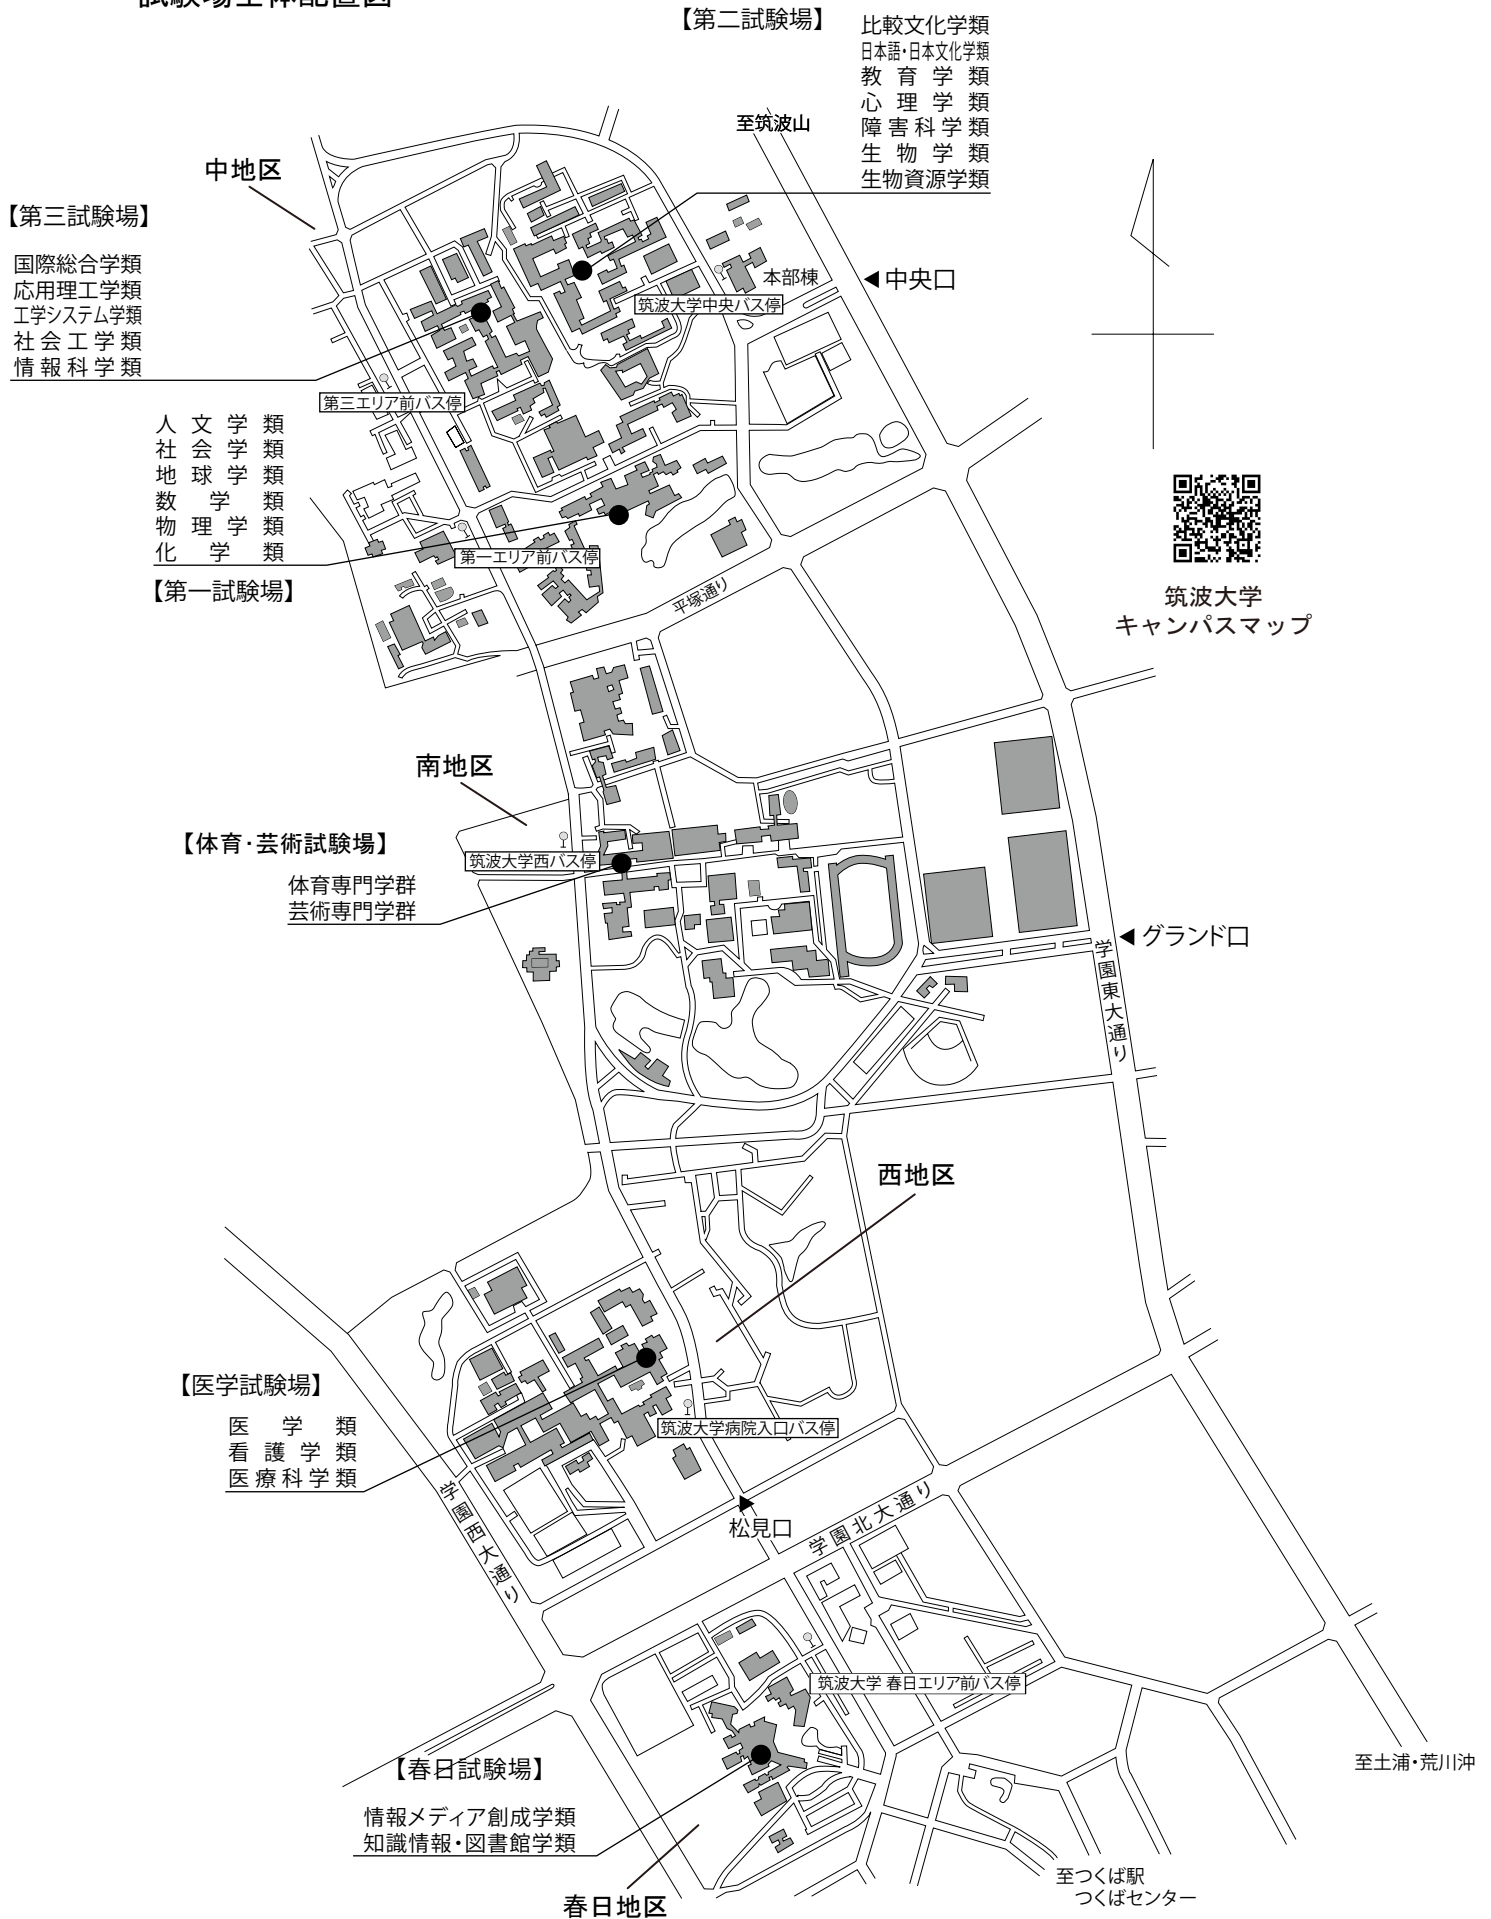 試験場全体配置図
【第二試験場】
比較文化学類
日本語・日本文化学類
教育学類
心理学類
障害科学類
生物学類
生物資源学類
至筑波山
中地区
【第三試験場】
国際総合学類
応用理工学類
工学システム学類
社会工学類
情報科学類
本部棟
中央口
筑波大学中央バス停
第三エリア前バス停
人文学類
社会学類
地球学類
数学類
物理学類
化学類
【第一試験場】
第一エリア前バス停
平塚通り
筑波大学
キャンパスマップ
南地区
【体育・芸術試験場】
体育専門学群
芸術専門学群
筑波大学西バス停
グランド口
学園東大通り
西地区
【医学試験場】
医学類
看護学類
医療科学類
筑波大学病院入口バス停
学園西大通り
松見口
学園北大通り
筑波大学 春日エリア前バス停
【春日試験場】
情報メディア創成学類
知識情報・図書館学類
春日地区
至土浦・荒川沖
至つくば駅
つくばセンター